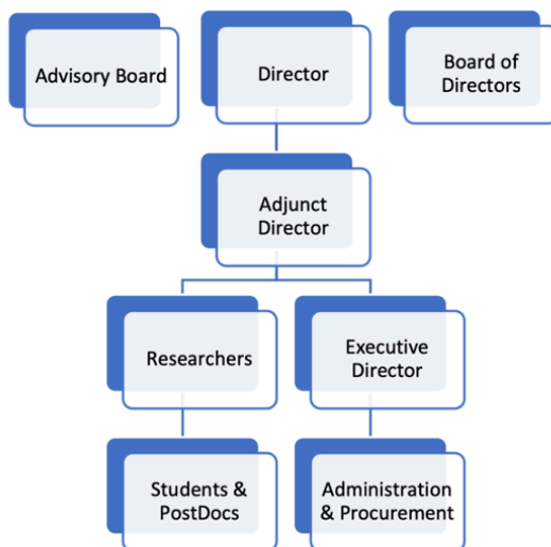 Advisory Board
Director
Board of
Directors
Adjunct
Director
Researchers
Executive
Director
Students &
PostDocs
Administration
& Procurement